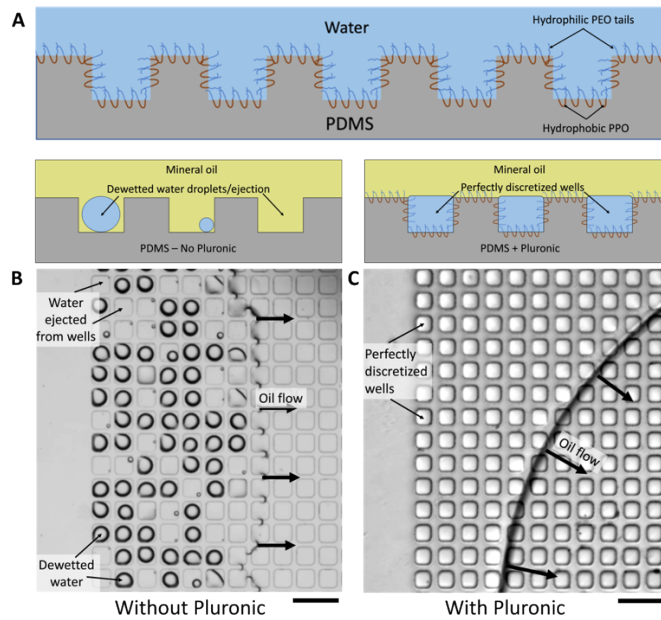 A
Water
Hydrophilic PEO tails
PDMS
Hydrophobic PPO
Mineral oil
Dewetted water droplets/ejection
PDMS – No Pluronic
Mineral oil
Perfectly discretized wells
PDMS + Pluronic
B
Water
ejected
from wells
Oil flow
Dewetted
water
Without Pluronic
C
Perfectly
discretized
wells
Oil flow
With Pluronic